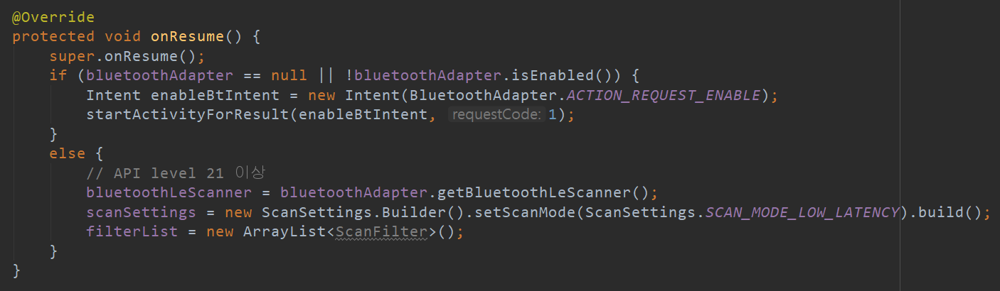 @Override
protected void onResume() {
    super.onResume();
    if (bluetoothAdapter == null || !bluetoothAdapter.isEnabled()) {
        Intent enableBtIntent = new Intent(BluetoothAdapter.ACTION_REQUEST_ENABLE);
        startActivityForResult(enableBtIntent, requestCode: 1);
    }
    else {
        // API level 21 이상
        bluetoothLeScanner = bluetoothAdapter.getBluetoothLeScanner();
        scanSettings = new ScanSettings.Builder().setScanMode(ScanSettings.SCAN_MODE_LOW_LATENCY).build();
        filterList = new ArrayList<ScanFilter>();
    }
}